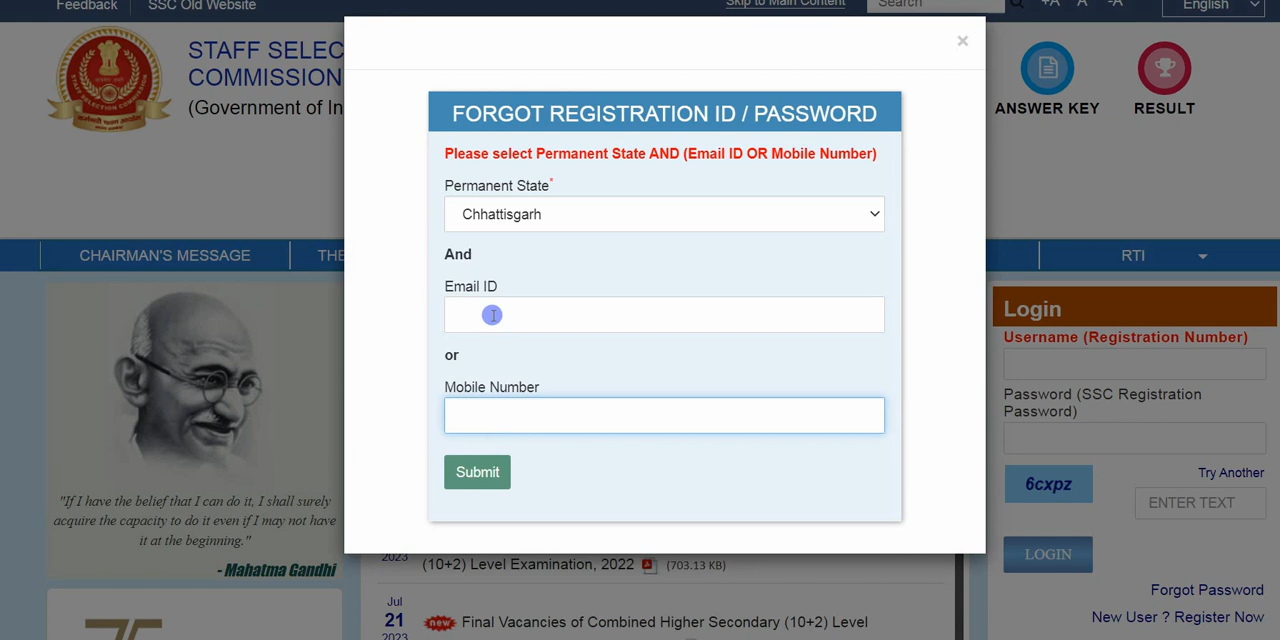 Feedback
SSC Old Website
Skip to Main Content
Search
+A
A
-A
English
STAFF SELEC
COMMISSION
(Government of In
ANSWER KEY
RESULT
×
FORGOT REGISTRATION ID / PASSWORD
Please select Permanent State AND (Email ID OR Mobile Number)
Permanent State*
Chhattisgarh
And
Email ID
or
Mobile Number
Submit
CHAIRMAN'S MESSAGE
THE
RTI
"If I have the belief that I can do it, I shall surely
acquire the capacity to do it even if I may not have
it at the beginning."
- Mahatma Gandhi
75
2023
(10+2) Level Examination, 2022 (703.13 KB)
Jul
21
2023
new Final Vacancies of Combined Higher Secondary (10+2) Level
Login
Username (Registration Number)
Password (SSC Registration
Password)
6cxpz
Try Another
ENTER TEXT
LOGIN
Forgot Password
New User ? Register Now